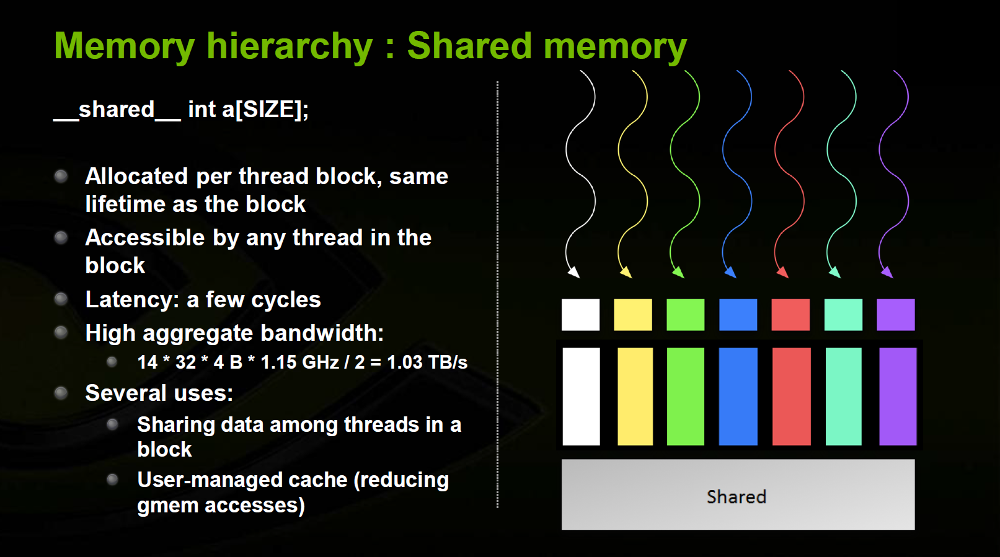 Memory hierarchy : Shared memory
__shared__ int a[SIZE];
Allocated per thread block, same
lifetime as the block
Accessible by any thread in the
block
Latency: a few cycles
High aggregate bandwidth:
14 * 32 * 4 B * 1.15 GHz / 2 = 1.03 TB/s
Several uses:
Sharing data among threads in a
block
User-managed cache (reducing
gmem accesses)
Shared